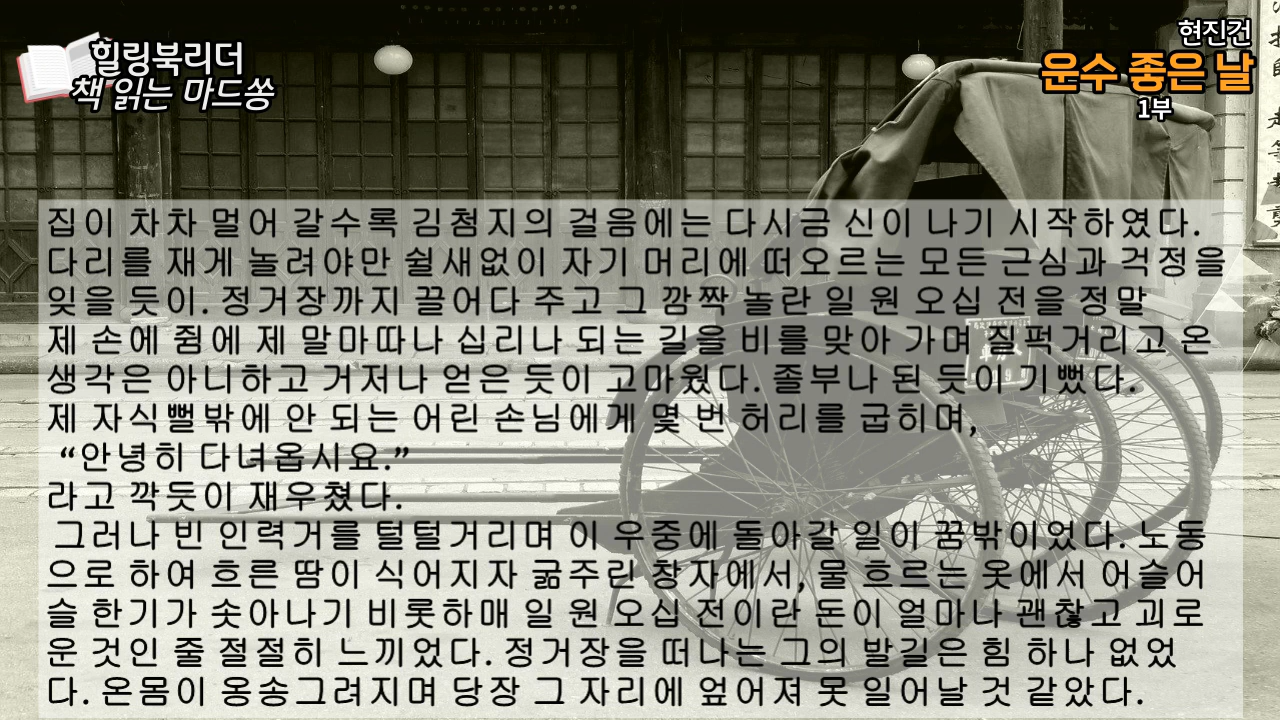 힐링북리더
책 읽는 마드쏭
현진건
운수 좋은 날
1부
집이 차차 멀어 갈수록 김첨지의 걸음에는 다시금 신이 나기 시작하였다.
다리를 재게 놀려야만 쉴새없이 자기 머리에 떠오르는 모든 근심과 걱정을
잊을 듯이. 정거장까지 끌어다 주고 그 깜짝 놀란 일 원 오십 전을 정말
제 손에 쥠에 제 말마따나 십리나 되는 길을 비를 맞아 가며 질퍽거리고 온
생각은 아니하고 거저나 얻은 듯이 고마웠다. 졸부나 된 듯이 기뻤다.
제 자식뻘밖에 안 되는 어린 손님에게 몇 번 허리를 굽히며,
“안녕히 다녀옵시요.”
라고 깍듯이 재우쳤다.
그러나 빈 인력거를 털털거리며 이 우중에 돌아갈 일이 꿈밖이었다. 노동
으로 하여 흐른 땀이 식어지자 굶주린 창자에서, 물 흐르는 옷에서 어슬어
슬 한기가 솟아나기 비롯하매 일 원 오십 전이란 돈이 얼마나 괜찮고 괴로
운 것인 줄 절절히 느끼었다. 정거장을 떠나는 그의 발길은 힘 하나 없었
다. 온몸이 옹송그려지며 당장 그 자리에 엎어져 못 일어날 것 같았다.